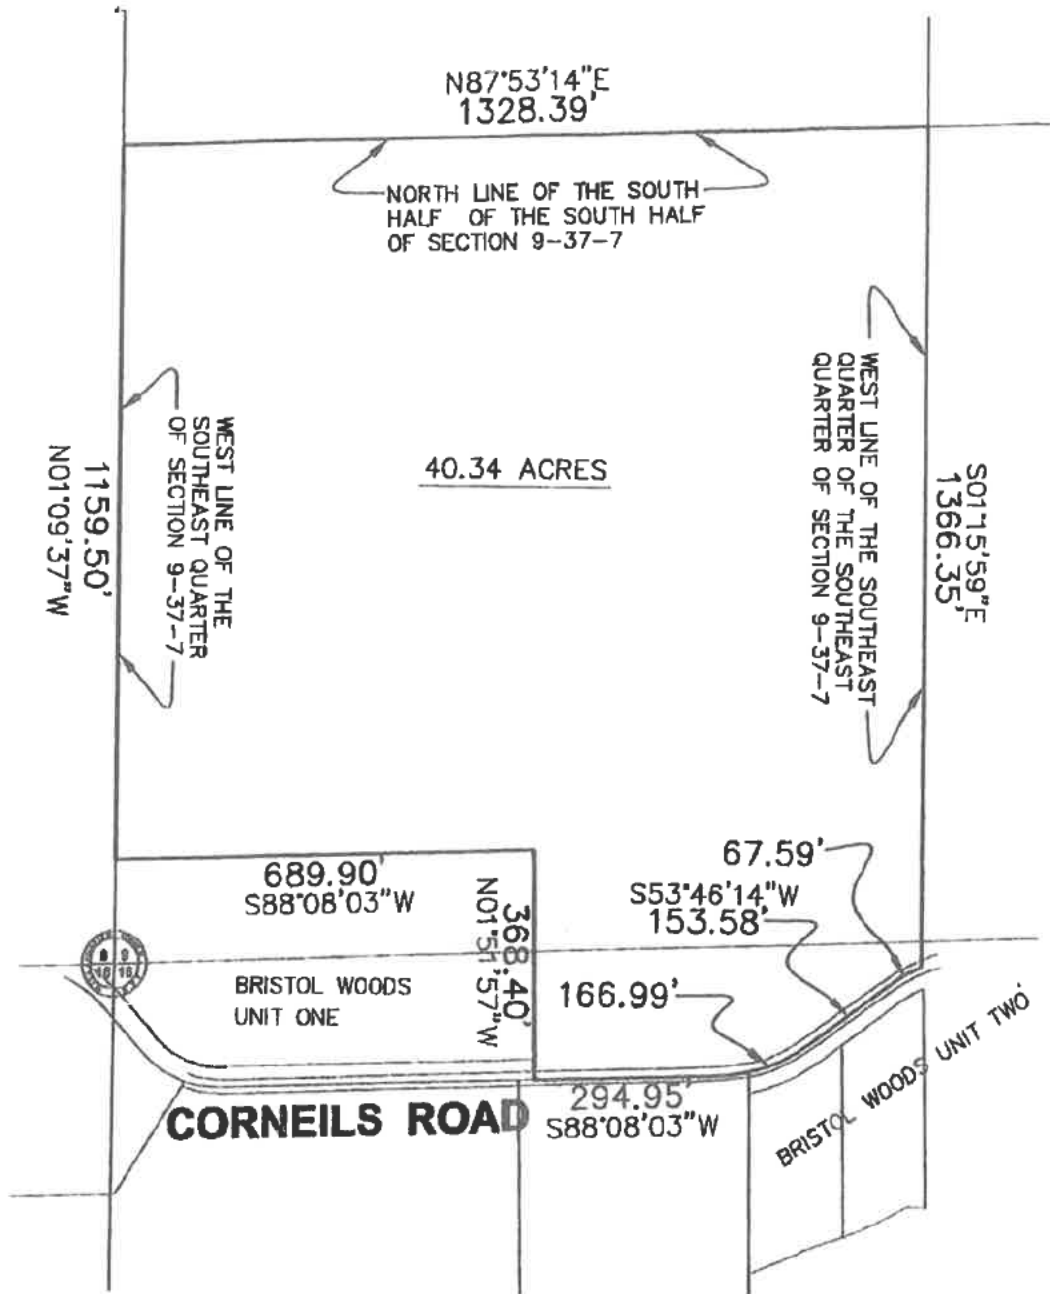 N87°53'14"E
1328.39'
NORTH LINE OF THE SOUTH
HALF OF THE SOUTH HALF
OF SECTION 9-37-7
WEST LINE OF THE SOUTHEAST
QUARTER OF THE SOUTHEAST
QUARTER OF SECTION 9-37-7
S01°15'59"E
1366.35'
WEST LINE OF THE
SOUTHEAST QUARTER
OF SECTION 9-37-7
1159.50'
N01°09'37"W
40.34 ACRES
689.90'
S88°08'03"W
368.40'
N01°51'57"W
67.59'
S53°46'14"W
153.58'
166.99'
BRISTOL WOODS
UNIT ONE
294.95'
S88°08'03"W
CORNEILS ROAD
BRISTOL WOODS UNIT TWO